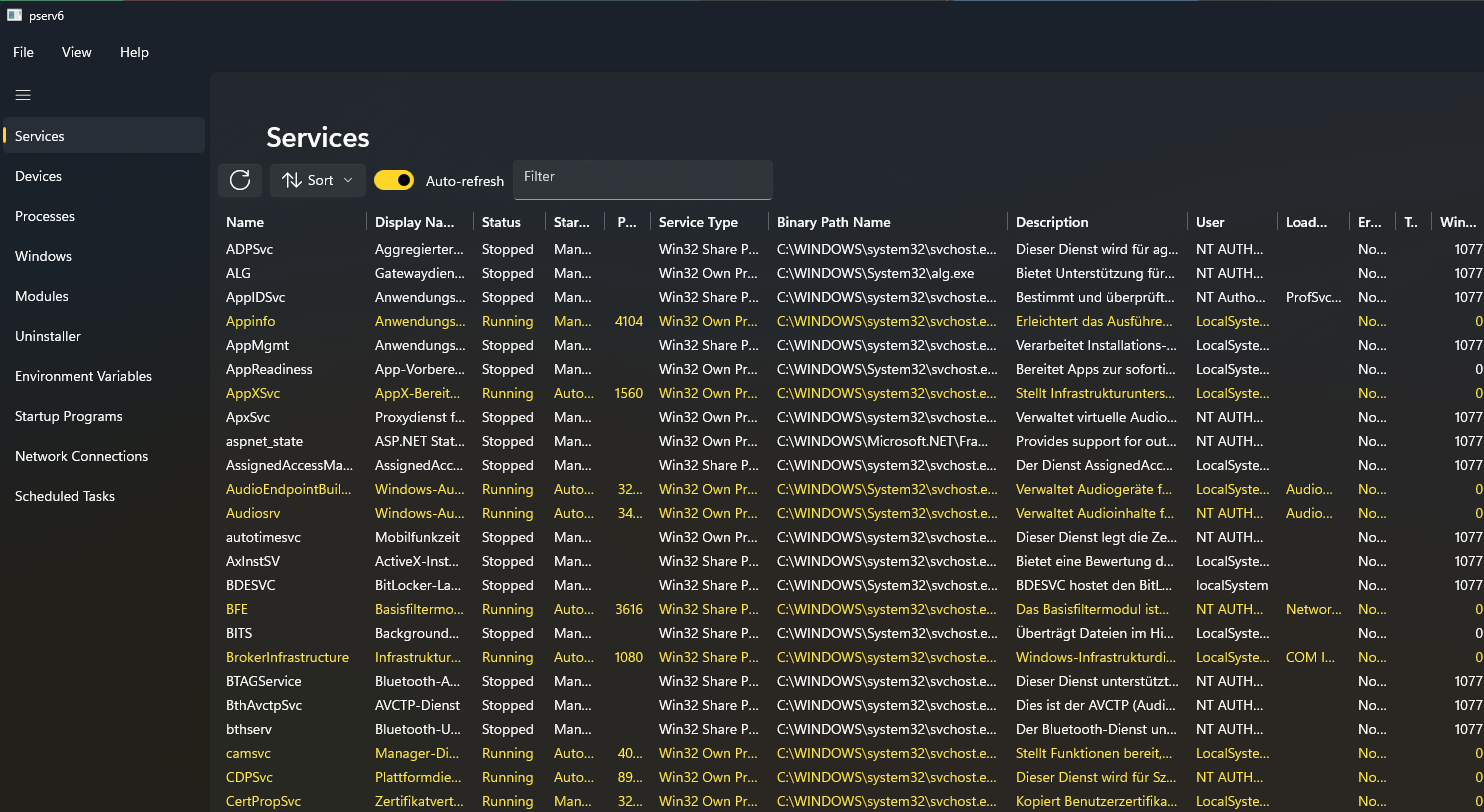 pserv6
File View Help
Services
Devices
Processes
Windows
Modules
Uninstaller
Environment Variables
Startup Programs
Network Connections
Scheduled Tasks
Services
Sort Auto-refresh Filter
Name Display Na... Status Star... P... Service Type Binary Path Name Description User Load... Er... T.. Win...
ADPSvc Aggregierter... Stopped Man... Win32 Share P... C:\WINDOWS\system32\svchost.e... Dieser Dienst wird für ag... NT AUTH... No... 1077
ALG Gatewaydien... Stopped Man... Win32 Own Pr... C:\WINDOWS\System32\alg.exe Bietet Unterstützung für... NT AUTH... No... 1077
AppIDSvc Anwendungs... Stopped Man... Win32 Share P... C:\WINDOWS\system32\svchost.e... Bestimmt und überprüft... NT Autho... ProfSvc... No... 1077
Appinfo Anwendungs... Running Man... 4104 Win32 Own Pr... C:\WINDOWS\system32\svchost.e... Erleichtert das Ausführe... LocalSyste... No... 0
AppMgmt Anwendungs... Stopped Man... Win32 Share P... C:\WINDOWS\system32\svchost.e... Verarbeitet Installations-... LocalSyste... No... 1077
AppReadiness App-Vorbere... Stopped Man... Win32 Share P... C:\WINDOWS\System32\svchost.e... Bereitet Apps zur soforti... LocalSyste... No... 0
AppXSvc AppX-Bereit... Running Auto... 1560 Win32 Own Pr... C:\WINDOWS\system32\svchost.e... Stellt Infrastrukturunters... LocalSyste... No... 0
ApxSvc Proxydienst f... Stopped Man... Win32 Share P... C:\WINDOWS\system32\svchost.e... Verwaltet virtuelle Audio... NT AUTH... No... 1077
aspnet_state ASP.NET Stat... Stopped Man... Win32 Own Pr... C:\WINDOWS\Microsoft.NET\Fra... Provides support for out... NT AUTH... No... 1077
AssignedAccessMa... AssignedAcc... Stopped Man... Win32 Share P... C:\WINDOWS\system32\svchost.e... Der Dienst AssignedAcc... LocalSyste... No... 1077
AudioEndpointBuil... Windows-Au... Running Auto... 32... Win32 Own Pr... C:\WINDOWS\System32\svchost.e... Verwaltet Audiogeräte f... LocalSyste... Audio... No... 0
Audiosrv Windows-Au... Running Auto... 34... Win32 Own Pr... C:\WINDOWS\System32\svchost.e... Verwaltet Audioinhalte f... NT AUTH... Audio... No... 0
autotimesvc Mobilfunkzeit Stopped Man... Win32 Own Pr... C:\WINDOWS\system32\svchost.e... Dieser Dienst legt die Ze... NT AUTH... No... 1077
AxInstSV ActiveX-Inst... Stopped Man... Win32 Share P... C:\WINDOWS\system32\svchost.e... Bietet eine Bewertung d... LocalSyste... No... 1077
BDESVC BitLocker-La... Stopped Man... Win32 Share P... C:\WINDOWS\System32\svchost.e... BDESVC hostet den BitL... localSystem No... 1077
BFE Basisfiltermo... Running Auto... 3616 Win32 Share P... C:\WINDOWS\system32\svchost.e... Das Basisfiltermodul ist... NT AUTH... Networ... No... 0
BITS Background... Stopped Man... Win32 Share P... C:\WINDOWS\System32\svchost.e... Überträgt Dateien im Hi... LocalSyste... No... 0
BrokerInfrastructure Infrastruktur... Running Auto... 1080 Win32 Share P... C:\WINDOWS\system32\svchost.e... Windows-Infrastrukturdi... LocalSyste... COM I... No... 0
BTAGService Bluetooth-A... Stopped Man... Win32 Share P... C:\WINDOWS\system32\svchost.e... Dieser Dienst unterstützt... NT AUTH... No... 1077
BthAvctpSvc AVCTP-Dienst Stopped Man... Win32 Share P... C:\WINDOWS\system32\svchost.e... Dies ist der AVCTP (Audi... NT AUTH... No... 1077
bthserv Bluetooth-U... Stopped Man... Win32 Share P... C:\WINDOWS\system32\svchost.e... Der Bluetooth-Dienst un... NT AUTH... No... 1077
camsvc Manager-Di... Running Auto... 40... Win32 Own Pr... C:\WINDOWS\system32\svchost.e... Stellt Funktionen bereit,... LocalSyste... No... 0
CDPSvc Plattformdie... Running Auto... 89... Win32 Own Pr... C:\WINDOWS\system32\svchost.e... Dieser Dienst wird für Sz... NT AUTH... No... 0
CertPropSvc Zertifikatvert... Running Auto... 32... Win32 Own Pr... C:\WINDOWS\system32\svchost.e... Kopiert Benutzerzertifika... LocalSyste... No... 0